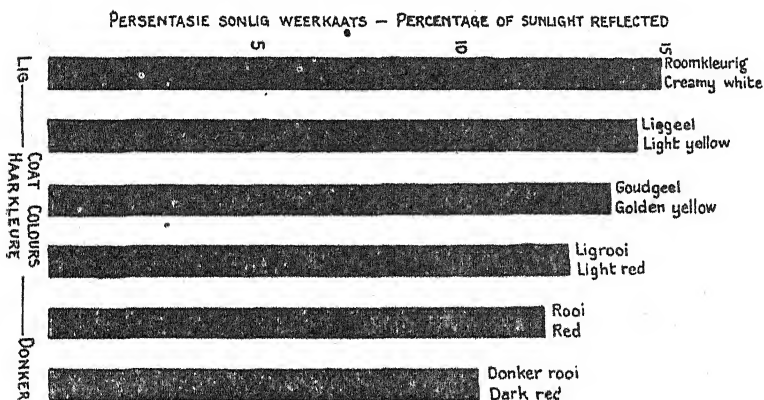 PERSENTASIE SONLIG WEERKAATS – PERCENTAGE OF SUNLIGHT REFLECTED
5 10 15
LIG
COAT COLOURS
HAARKLEURE
DONKER
Roomkleurig
Creamy white
Liggeel
Light yellow
Goudgeel
Golden yellow
Ligrooi
Light red
Rooi
Red
Donker rooi
Dark red